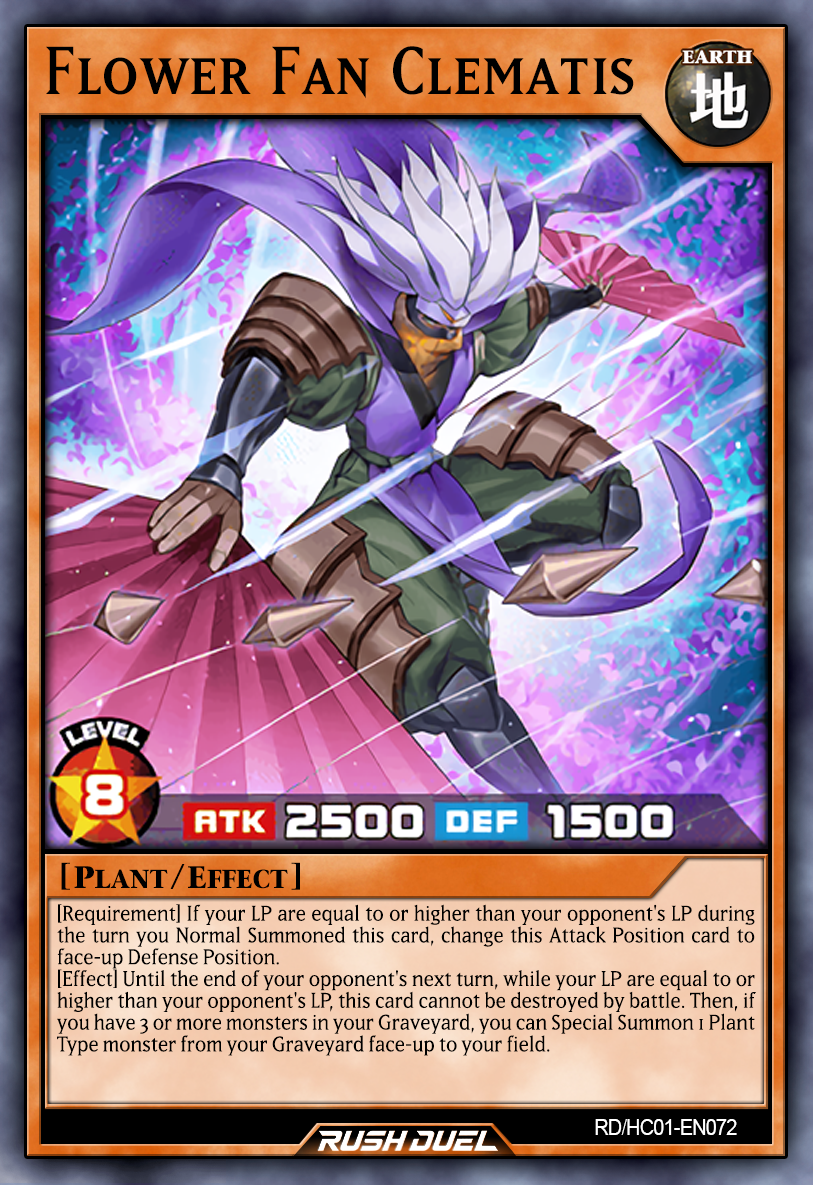 FLOWER FAN CLEMATIS
EARTH
地
LEVEL
8
ATK 2500 DEF 1500
[PLANT/EFFECT]
[Requirement] If your LP are equal to or higher than your opponent's LP during
the turn you Normal Summoned this card, change this Attack Position card to
face-up Defense Position.
[Effect] Until the end of your opponent's next turn, while your LP are equal to or
higher than your opponent's LP, this card cannot be destroyed by battle. Then, if
you have 3 or more monsters in your Graveyard, you can Special Summon 1 Plant
Type monster from your Graveyard face-up to your field.
RD/HC01-EN072
RUSH DUEL